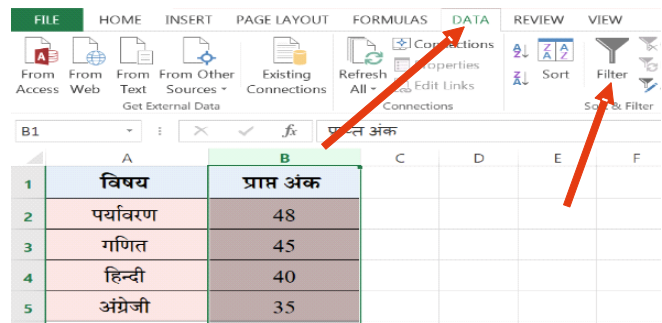 FILE HOME INSERT PAGE LAYOUT FORMULAS DATA REVIEW VIEW
From Access
From Web
From Text
From Other Sources
Existing Connections
Refresh All
Connections
Properties
Edit Links
Sort
Filter
Get External Data
Connections
Sort & Filter
B1 fx प्राप्त अंक
A B C D E F
1 विषय प्राप्त अंक
2 पर्यावरण 48
3 गणित 45
4 हिन्दी 40
5 अंग्रेजी 35